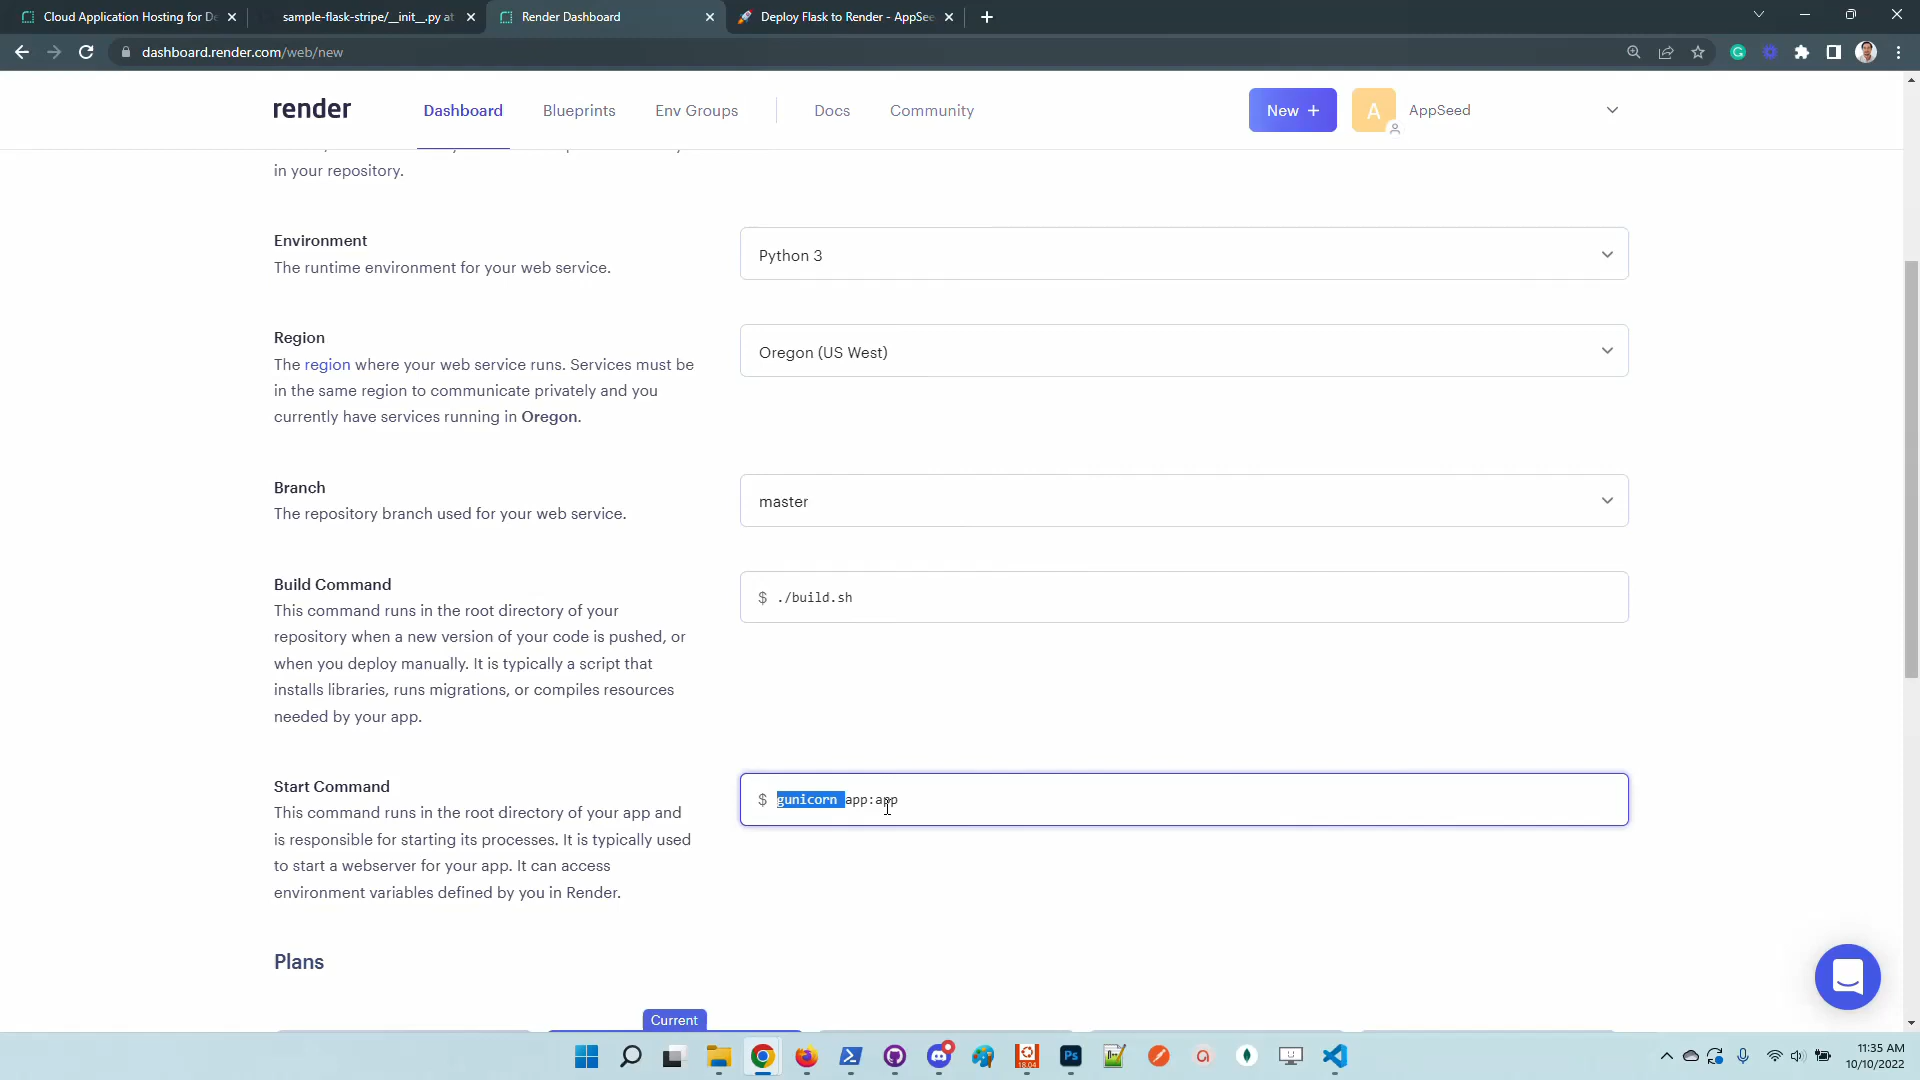 Cloud Application Hosting for De
sample-flask-stripe/__init__.py at
Render Dashboard
Deploy Flask to Render - AppSee
dashboard.render.com/web/new
render
Dashboard
Blueprints
Env Groups
Docs
Community
New +
A
AppSeed
in your repository.
Environment
The runtime environment for your web service.
Python 3
Region
The region where your web service runs. Services must be
in the same region to communicate privately and you
currently have services running in Oregon.
Oregon (US West)
Branch
The repository branch used for your web service.
master
Build Command
This command runs in the root directory of your
repository when a new version of your code is pushed, or
when you deploy manually. It is typically a script that
installs libraries, runs migrations, or compiles resources
needed by your app.
$ ./build.sh
Start Command
This command runs in the root directory of your app and
is responsible for starting its processes. It is typically used
to start a webserver for your app. It can access
environment variables defined by you in Render.
$ gunicorn app:app
Plans
Current
Ps
18.04
11:35 AM
10/10/2022